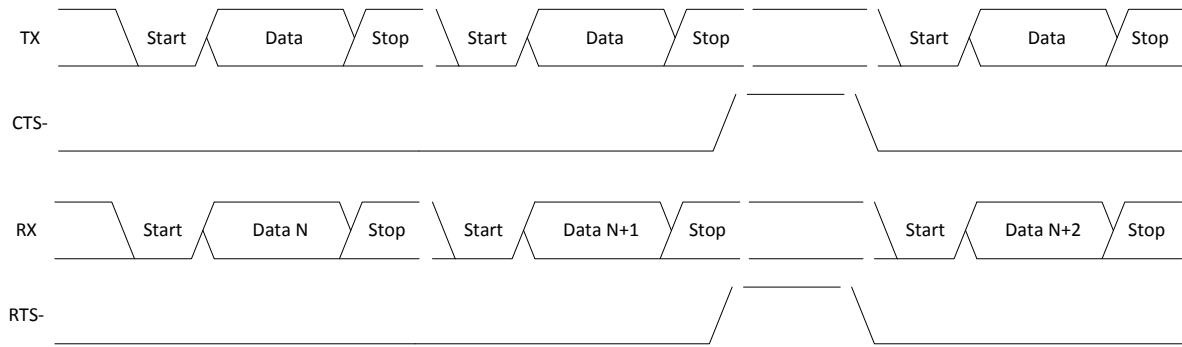 TX Start Data Stop Start Data Stop Start Data Stop
CTS-
RX Start Data N Stop Start Data N+1 Stop Start Data N+2 Stop
RTS-